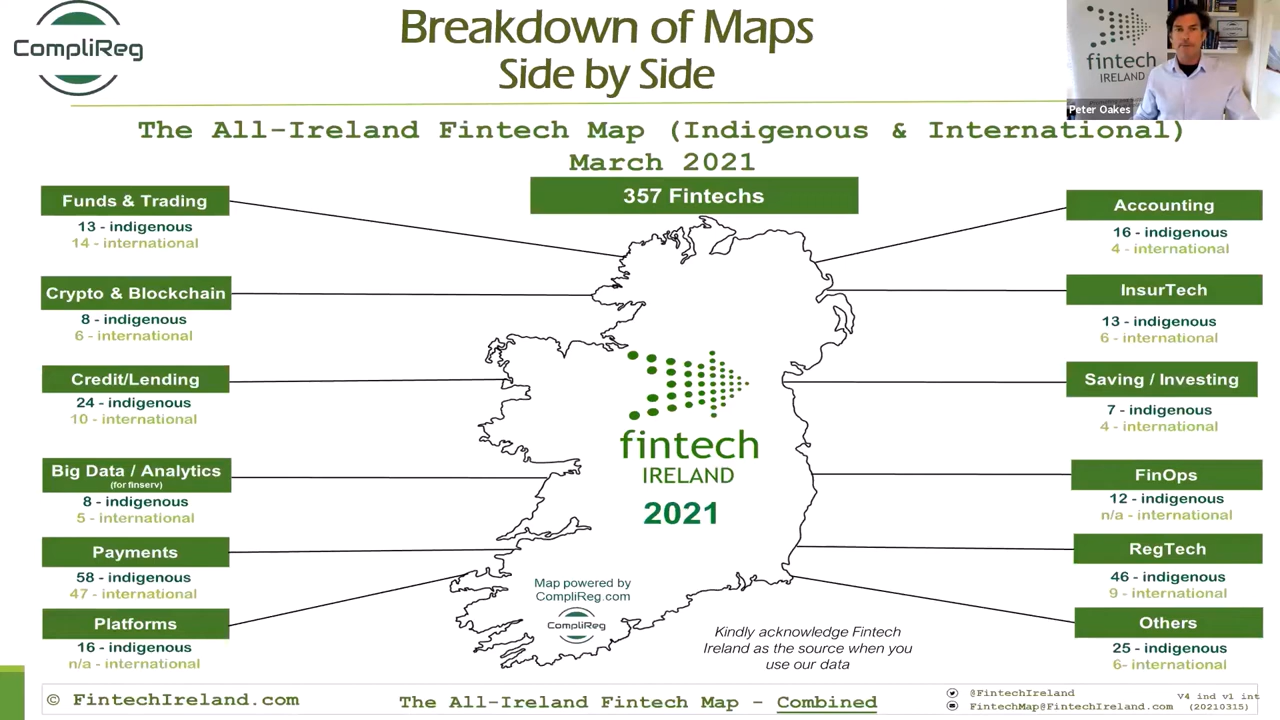 CompliReg
Breakdown of Maps
Side by Side
fintech
IRELAND
Peter Oakes
The All-Ireland Fintech Map (Indigenous & International)
March 2021
357 Fintechs
Funds & Trading
13 - indigenous
14 - international
Crypto & Blockchain
8 - indigenous
6 - international
Credit/Lending
24 - indigenous
10 - international
Big Data / Analytics
(for finserv)
8 - indigenous
5 - international
Payments
58 - indigenous
47 - international
Platforms
16 - indigenous
n/a - international
fintech
IRELAND
2021
Map powered by
CompliReg.com
CompliReg
Kindly acknowledge Fintech
Ireland as the source when you
use our data
Accounting
16 - indigenous
4 - international
InsurTech
13 - indigenous
6 - international
Saving / Investing
7 - indigenous
4 - international
FinOps
12 - indigenous
n/a - international
RegTech
46 - indigenous
9 - international
Others
25 - indigenous
6- international
© FintechIreland.com
The All-Ireland Fintech Map - Combined
@FintechIreland
FintechMap@FintechIreland.com
V4 ind v1 int
(20210315)